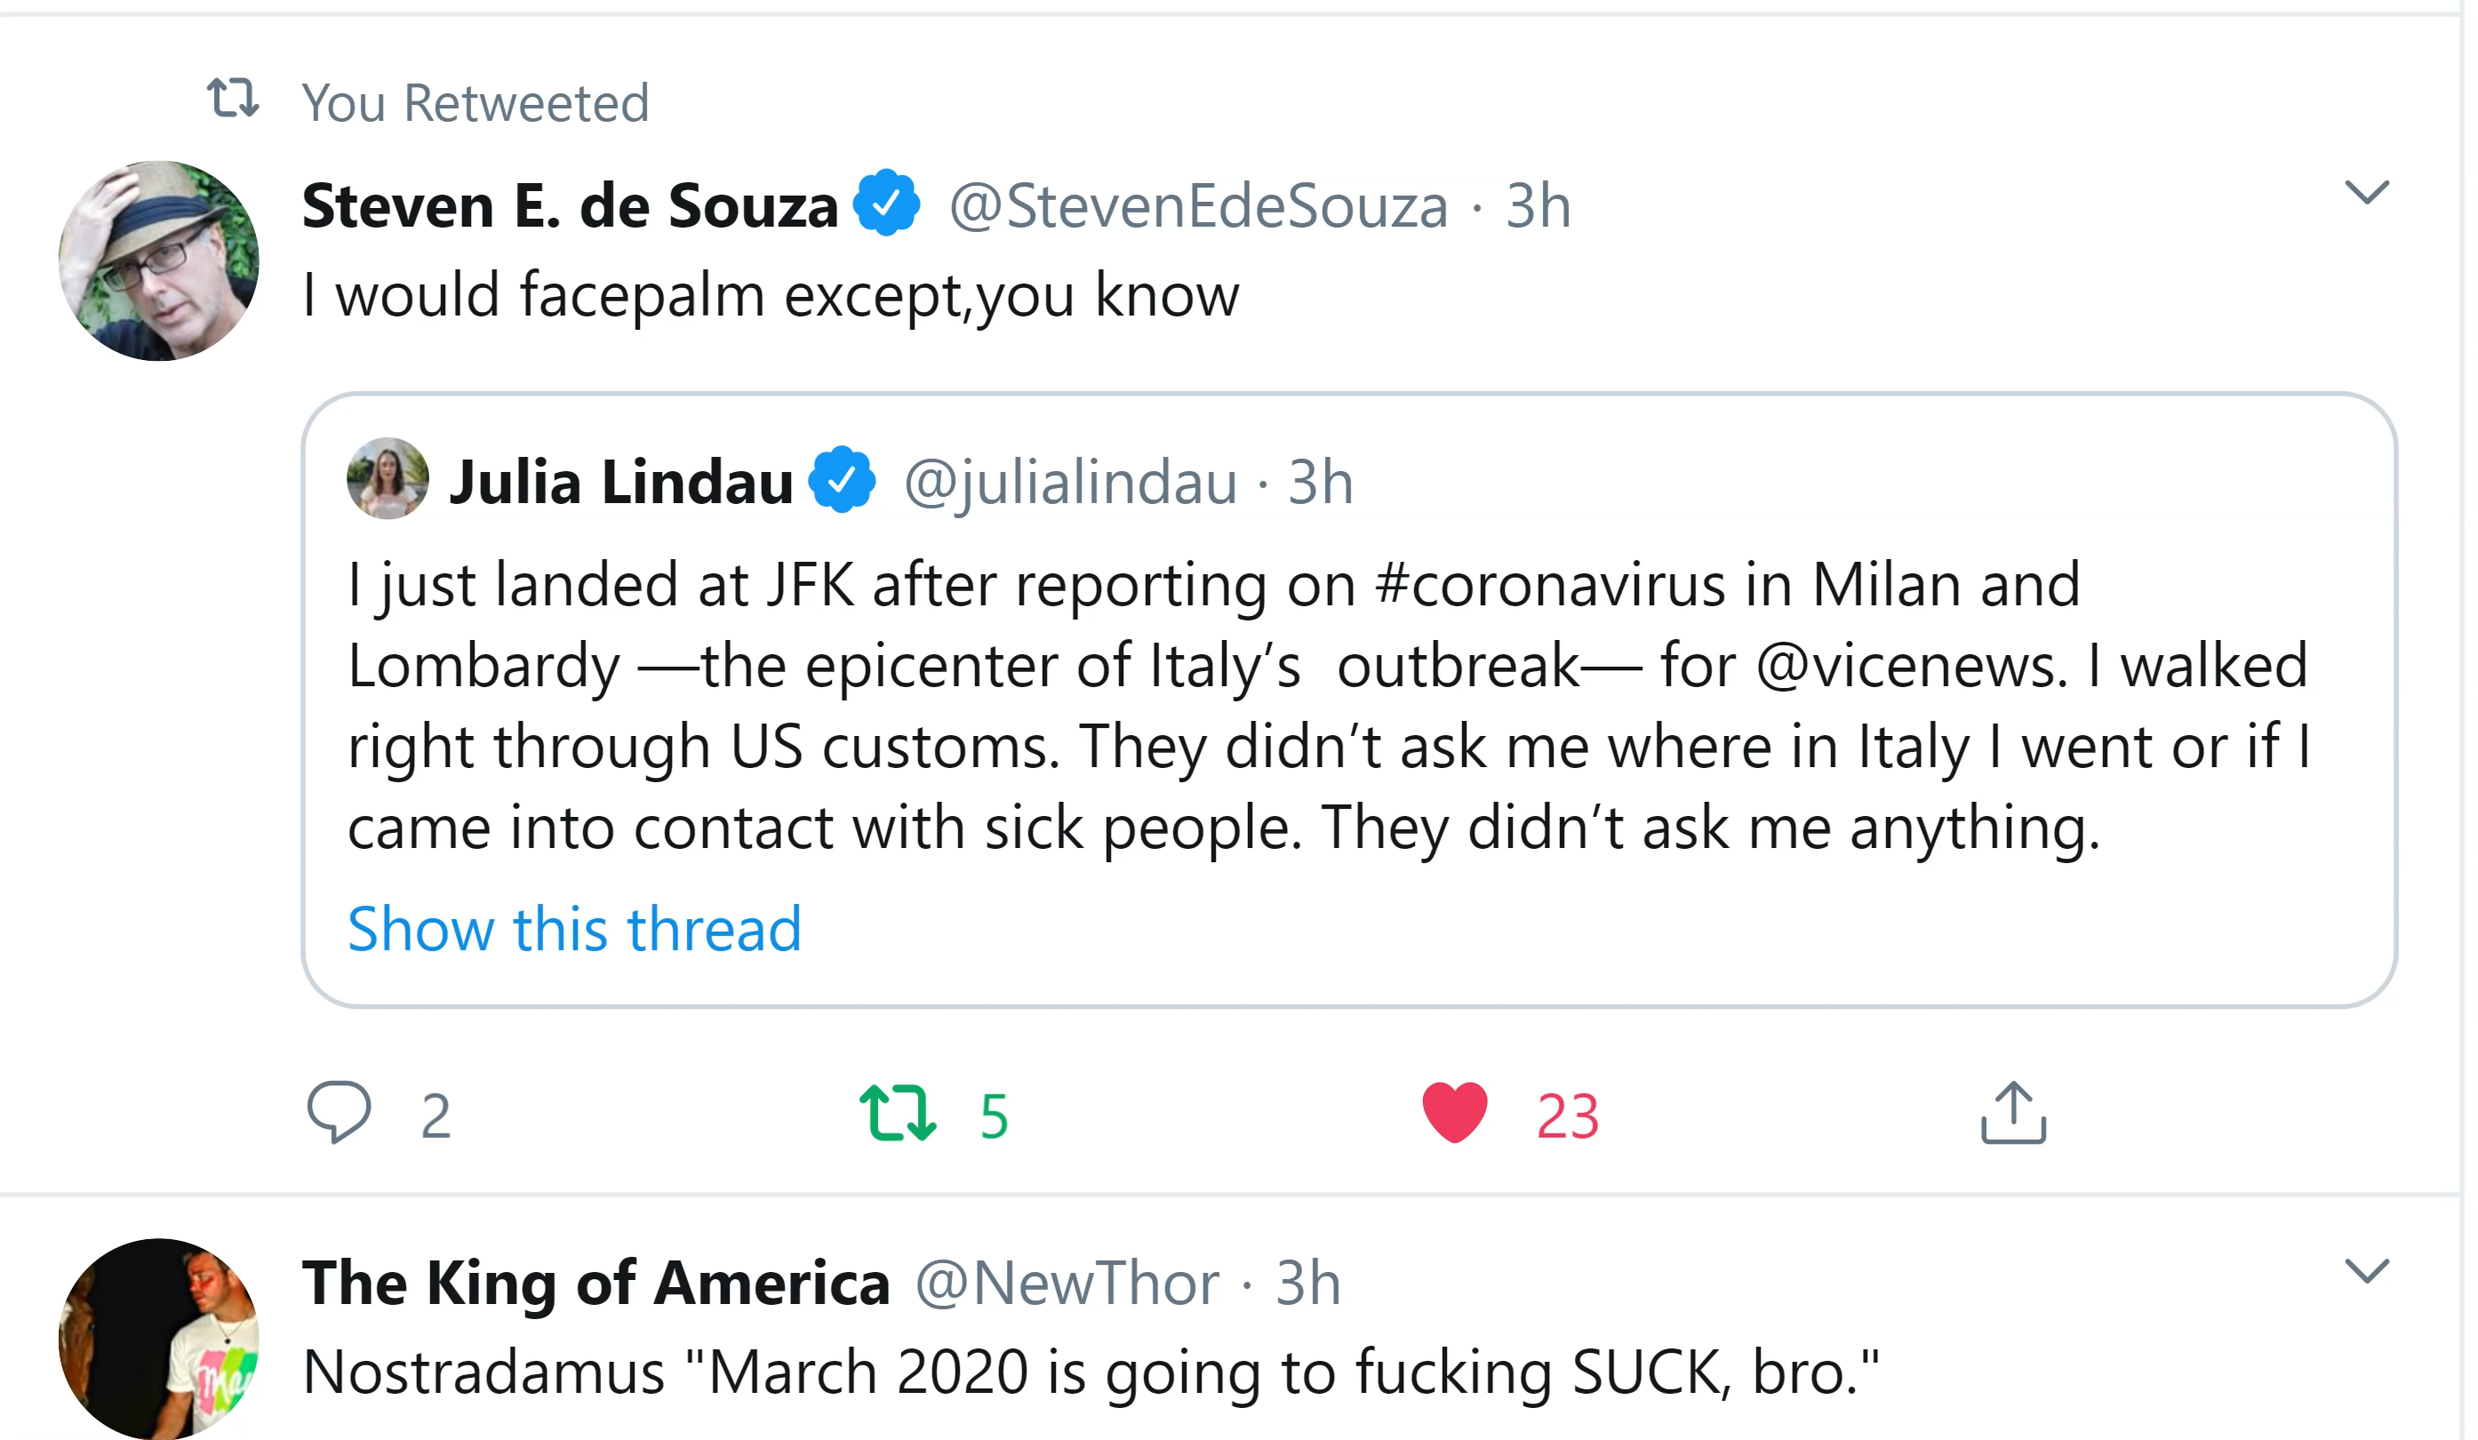 You Retweeted
Steven E. de Souza @StevenEdeSouza · 3h
I would facepalm except,you know
Julia Lindau @julialindau · 3h
I just landed at JFK after reporting on #coronavirus in Milan and
Lombardy —the epicenter of Italy’s  outbreak— for @vicenews. I walked
right through US customs. They didn’t ask me where in Italy I went or if I
came into contact with sick people. They didn’t ask me anything.
Show this thread
2 5 23
The King of America @NewThor · 3h
Nostradamus "March 2020 is going to fucking SUCK, bro."